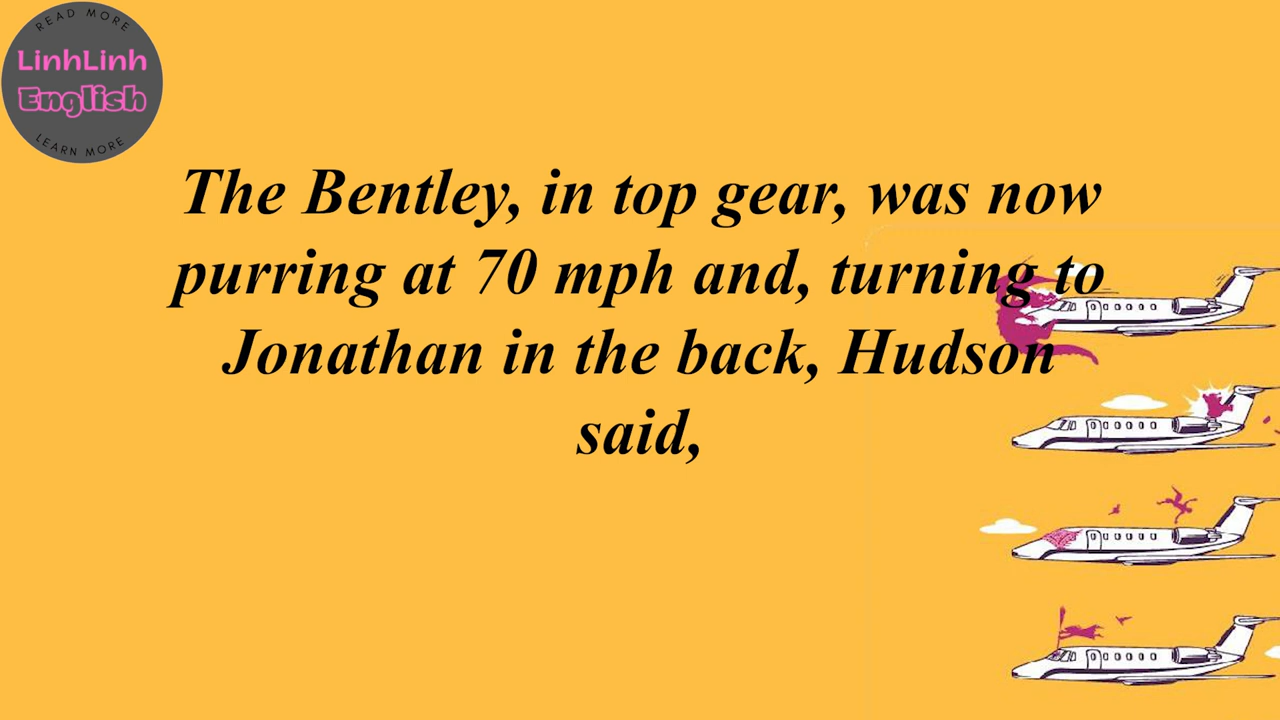 READ MORE
LinhLinh
English
LEARN MORE
The Bentley, in top gear, was now
purring at 70 mph and, turning to
Jonathan in the back, Hudson
said,